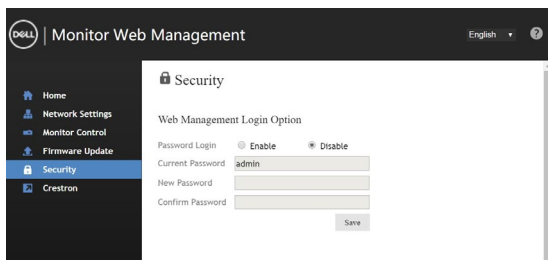 DELL | Monitor Web Management
English
?
Home
Network Settings
Monitor Control
Firmware Update
Security
Crestron
Security
Web Management Login Option
Password Login Enable Disable
Current Password admin
New Password
Confirm Password
Save